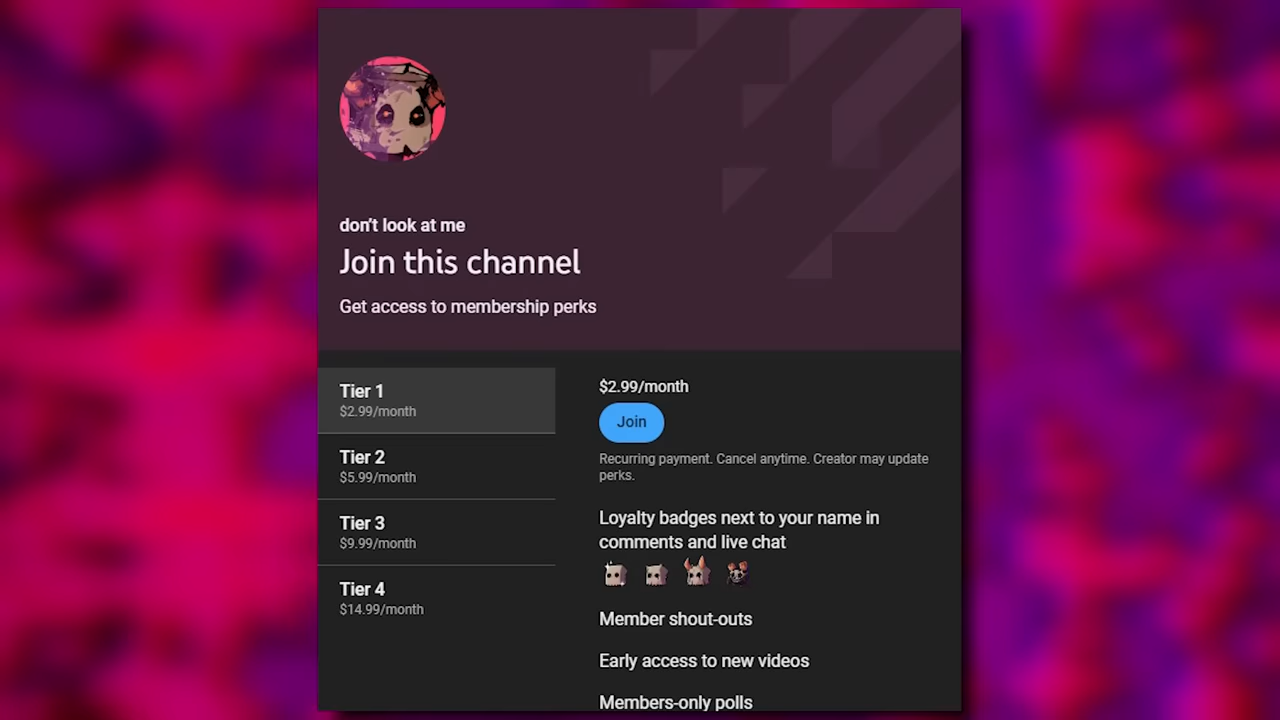 don't look at me
Join this channel
Get access to membership perks
Tier 1
$2.99/month
Tier 2
$5.99/month
Tier 3
$9.99/month
Tier 4
$14.99/month
$2.99/month
Join
Recurring payment. Cancel anytime. Creator may update
perks.
Loyalty badges next to your name in
comments and live chat
Member shout-outs
Early access to new videos
Members-only polls